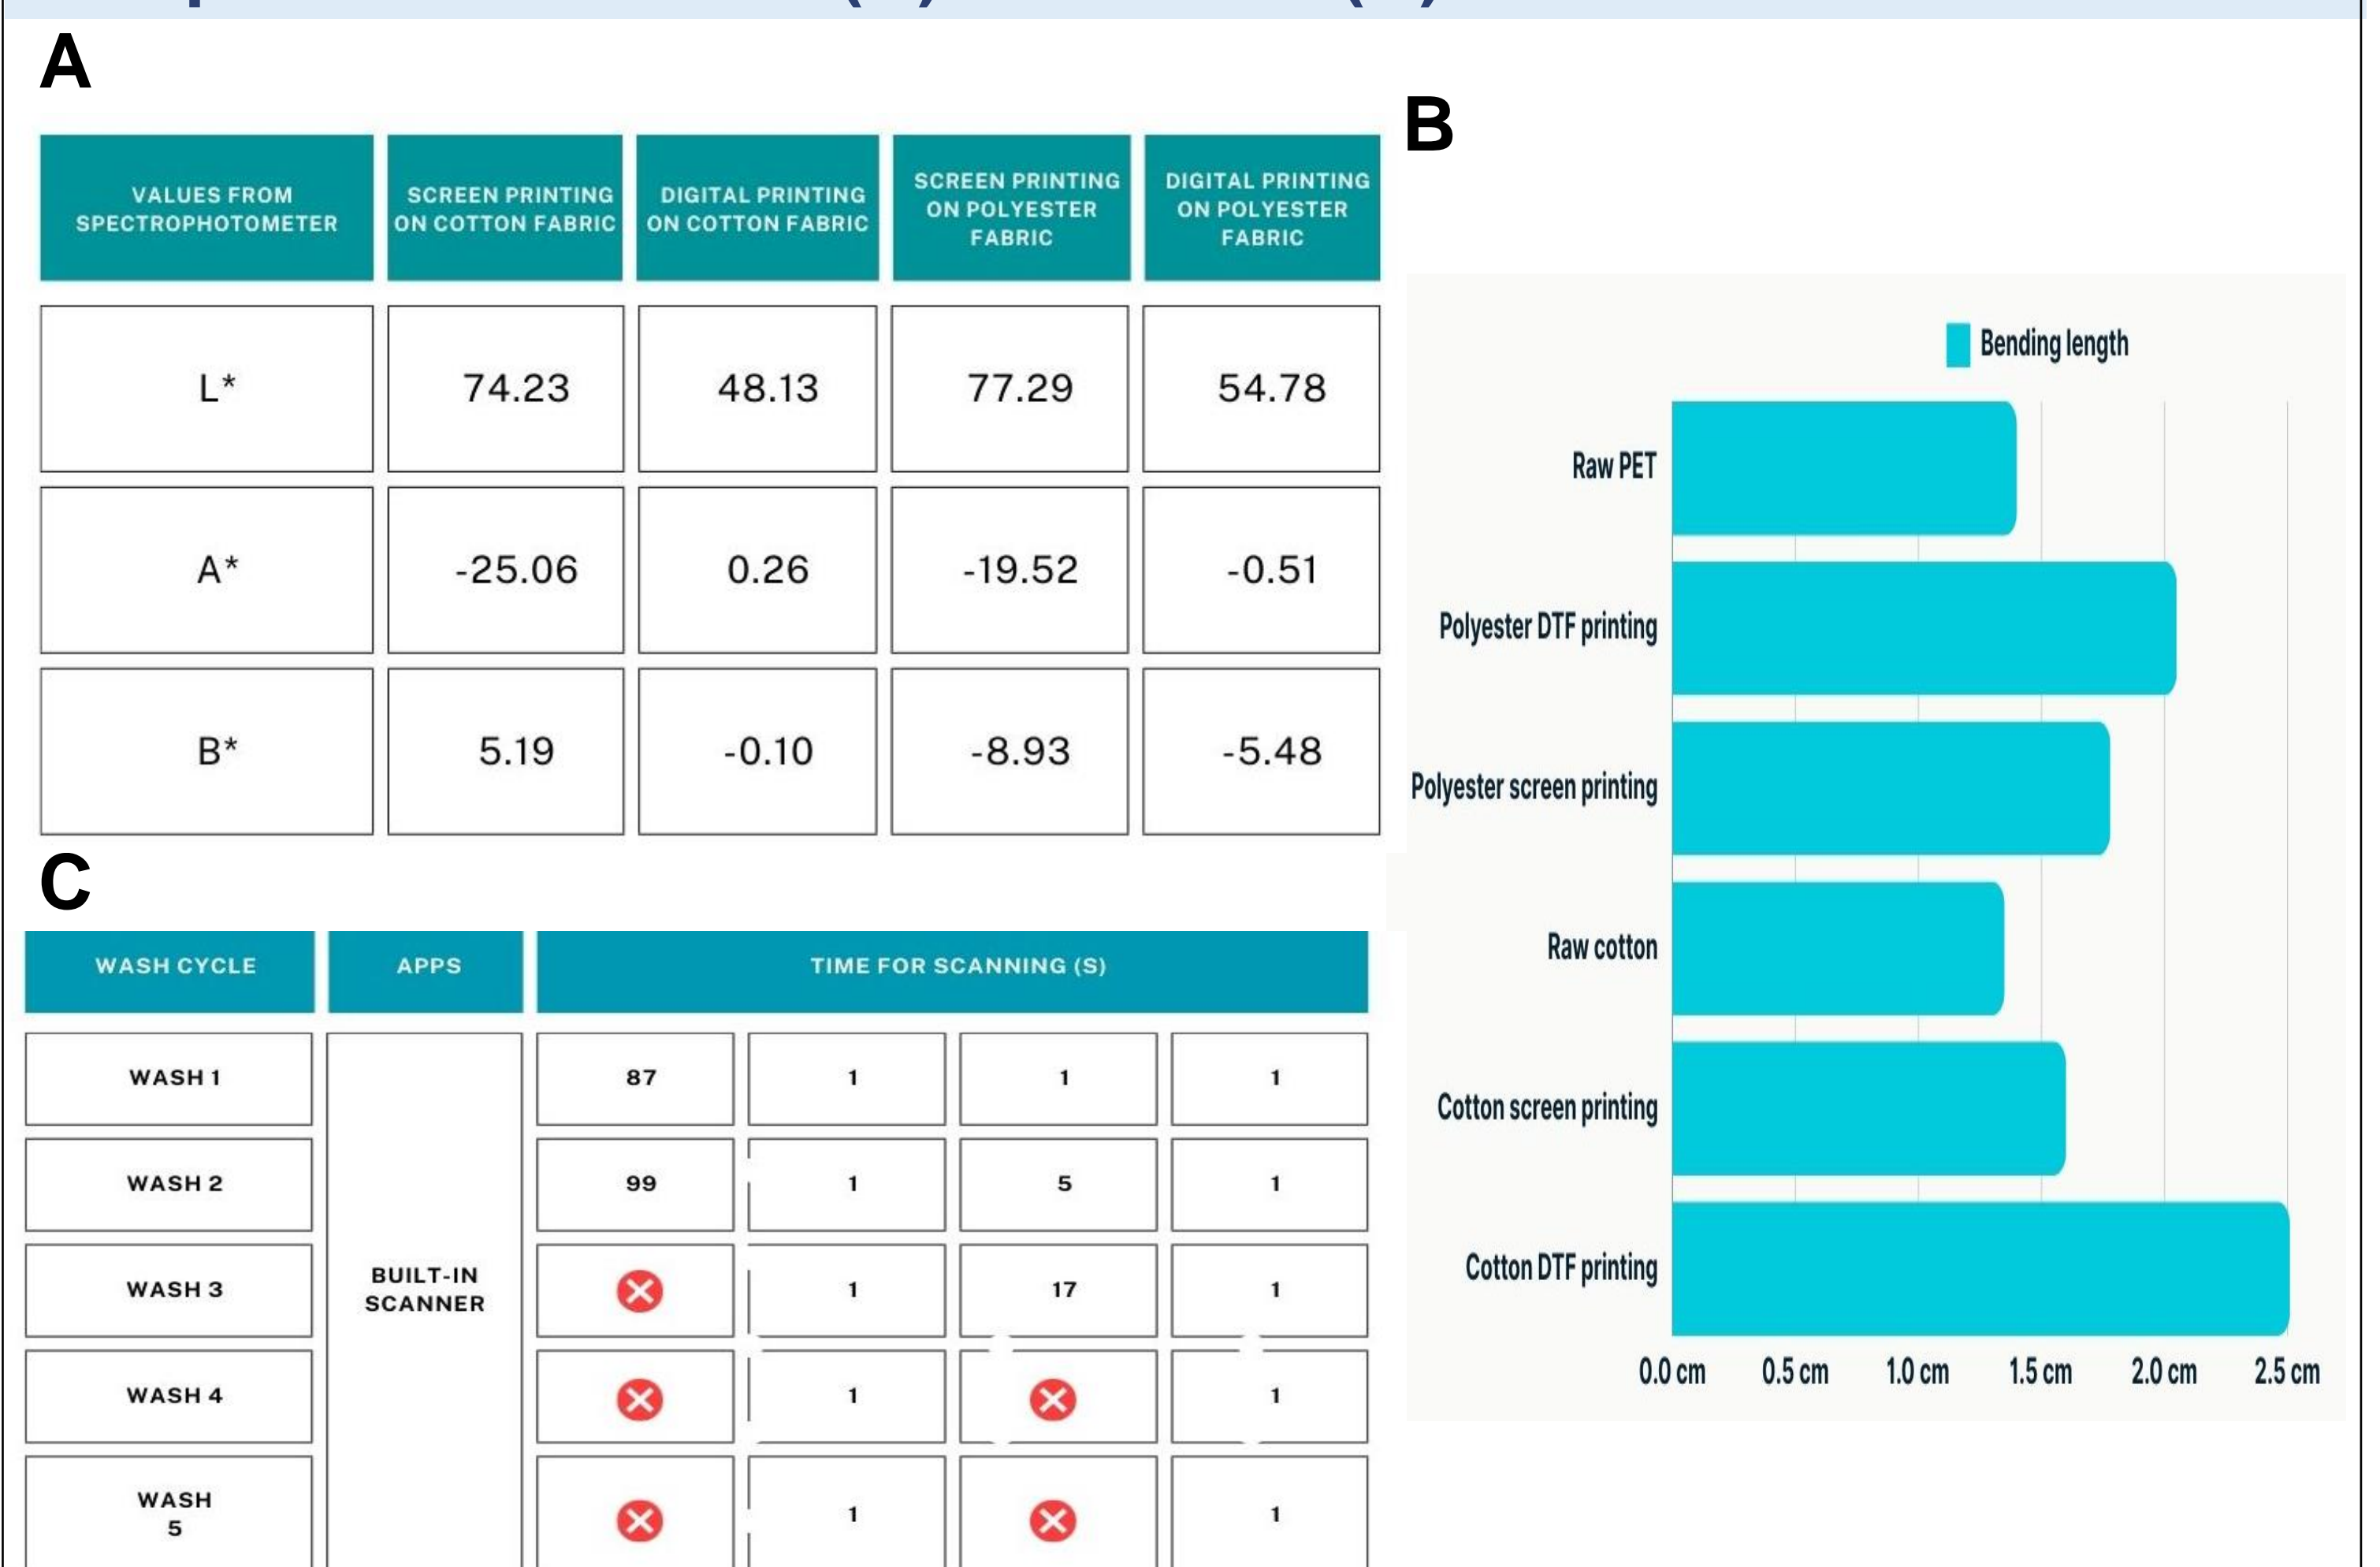 A
VALUES FROM
SPECTROPHOTOMETER
SCREEN PRINTING
ON COTTON FABRIC
DIGITAL PRINTING
ON COTTON FABRIC
SCREEN PRINTING
ON POLYESTER
FABRIC
DIGITAL PRINTING
ON POLYESTER
FABRIC
L* 74.23 48.13 77.29 54.78
A* -25.06 0.26 -19.52 -0.51
B* 5.19 -0.10 -8.93 -5.48
B
Bending length
Raw PET
Polyester DTF printing
Polyester screen printing
Raw cotton
Cotton screen printing
Cotton DTF printing
0.0 cm 0.5 cm 1.0 cm 1.5 cm 2.0 cm 2.5 cm
C
WASH CYCLE APPS TIME FOR SCANNING (S)
WASH 1 87 1 1 1
WASH 2 99 1 5 1
BUILT-IN
SCANNER
WASH 3 1 17 1
WASH 4 1 1
WASH
5
1 1